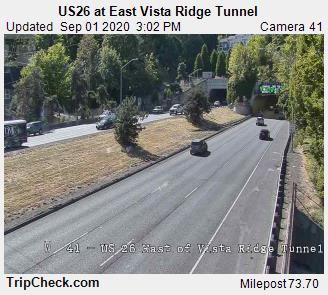 US26 at East Vista Ridge Tunnel
Updated Sep 01 2020 3:02 PM Camera 41
41 - US 26 East of Vista Ridge Tunnel
TripCheck.com Milepost 73.70